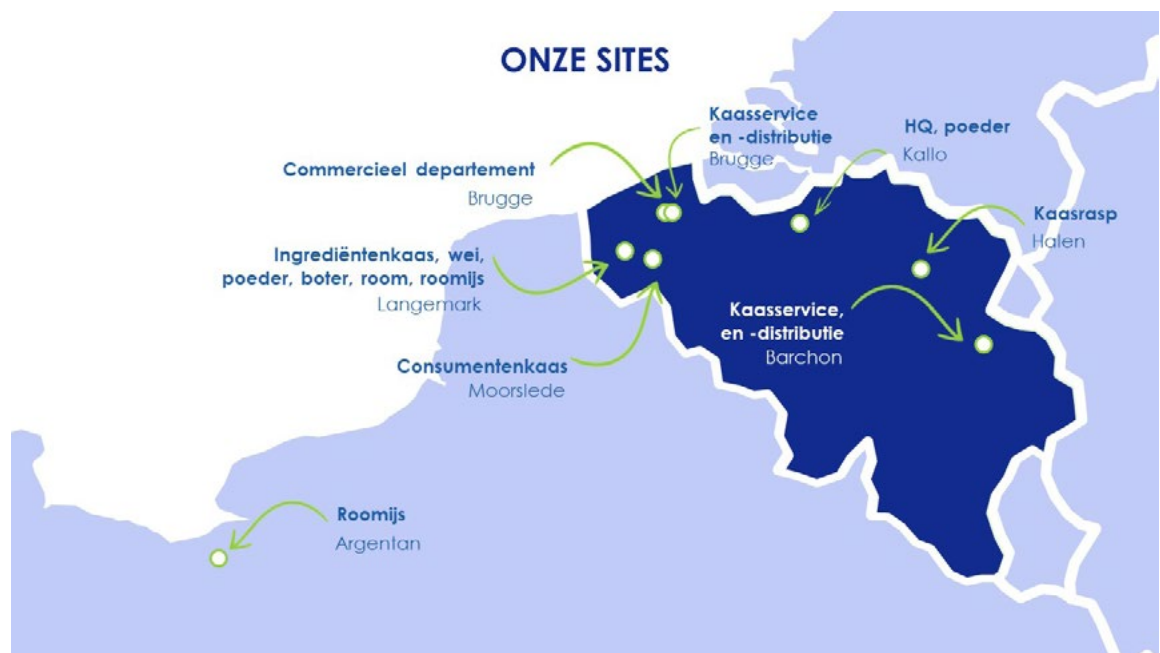 ONZE SITES
Kaasservice
en -distributie
Brugge
HQ, poeder
Kallo
Commercieel departement
Brugge
Kaasrasp
Halen
Ingrediëntenkaas, wei,
poeder, boter, room, roomijs
Langemark
Kaasservice,
en -distributie
Barchon
Consumentenkaas
Moorslede
Roomijs
Argentan